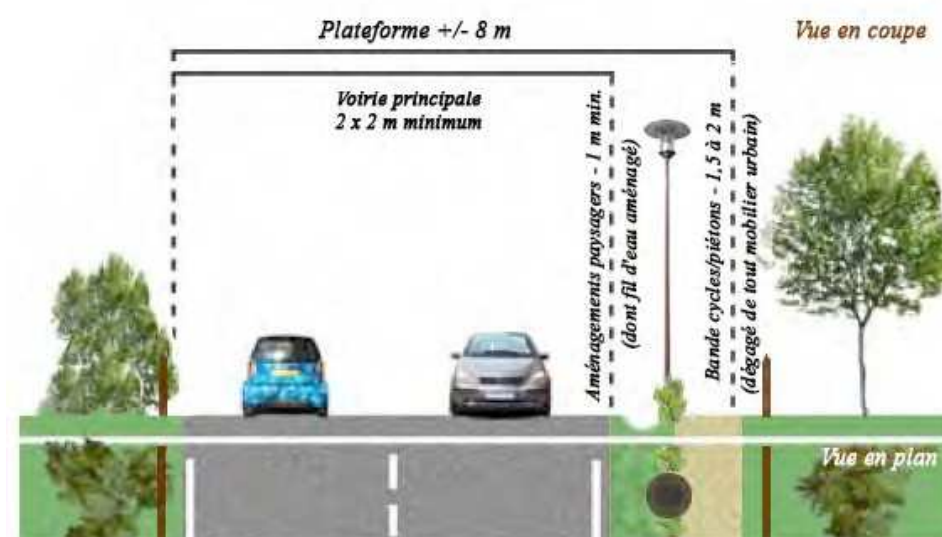 Plateforme +/- 8 m
Vue en coupe
Voirie principale
2 x 2 m minimum
Aménagements paysagers - 1 m min.
(dont fil d'eau aménagé)
Bande cycles/piétons - 1,5 à 2 m
(dégagé de tout mobilier urbain)
Vue en plan